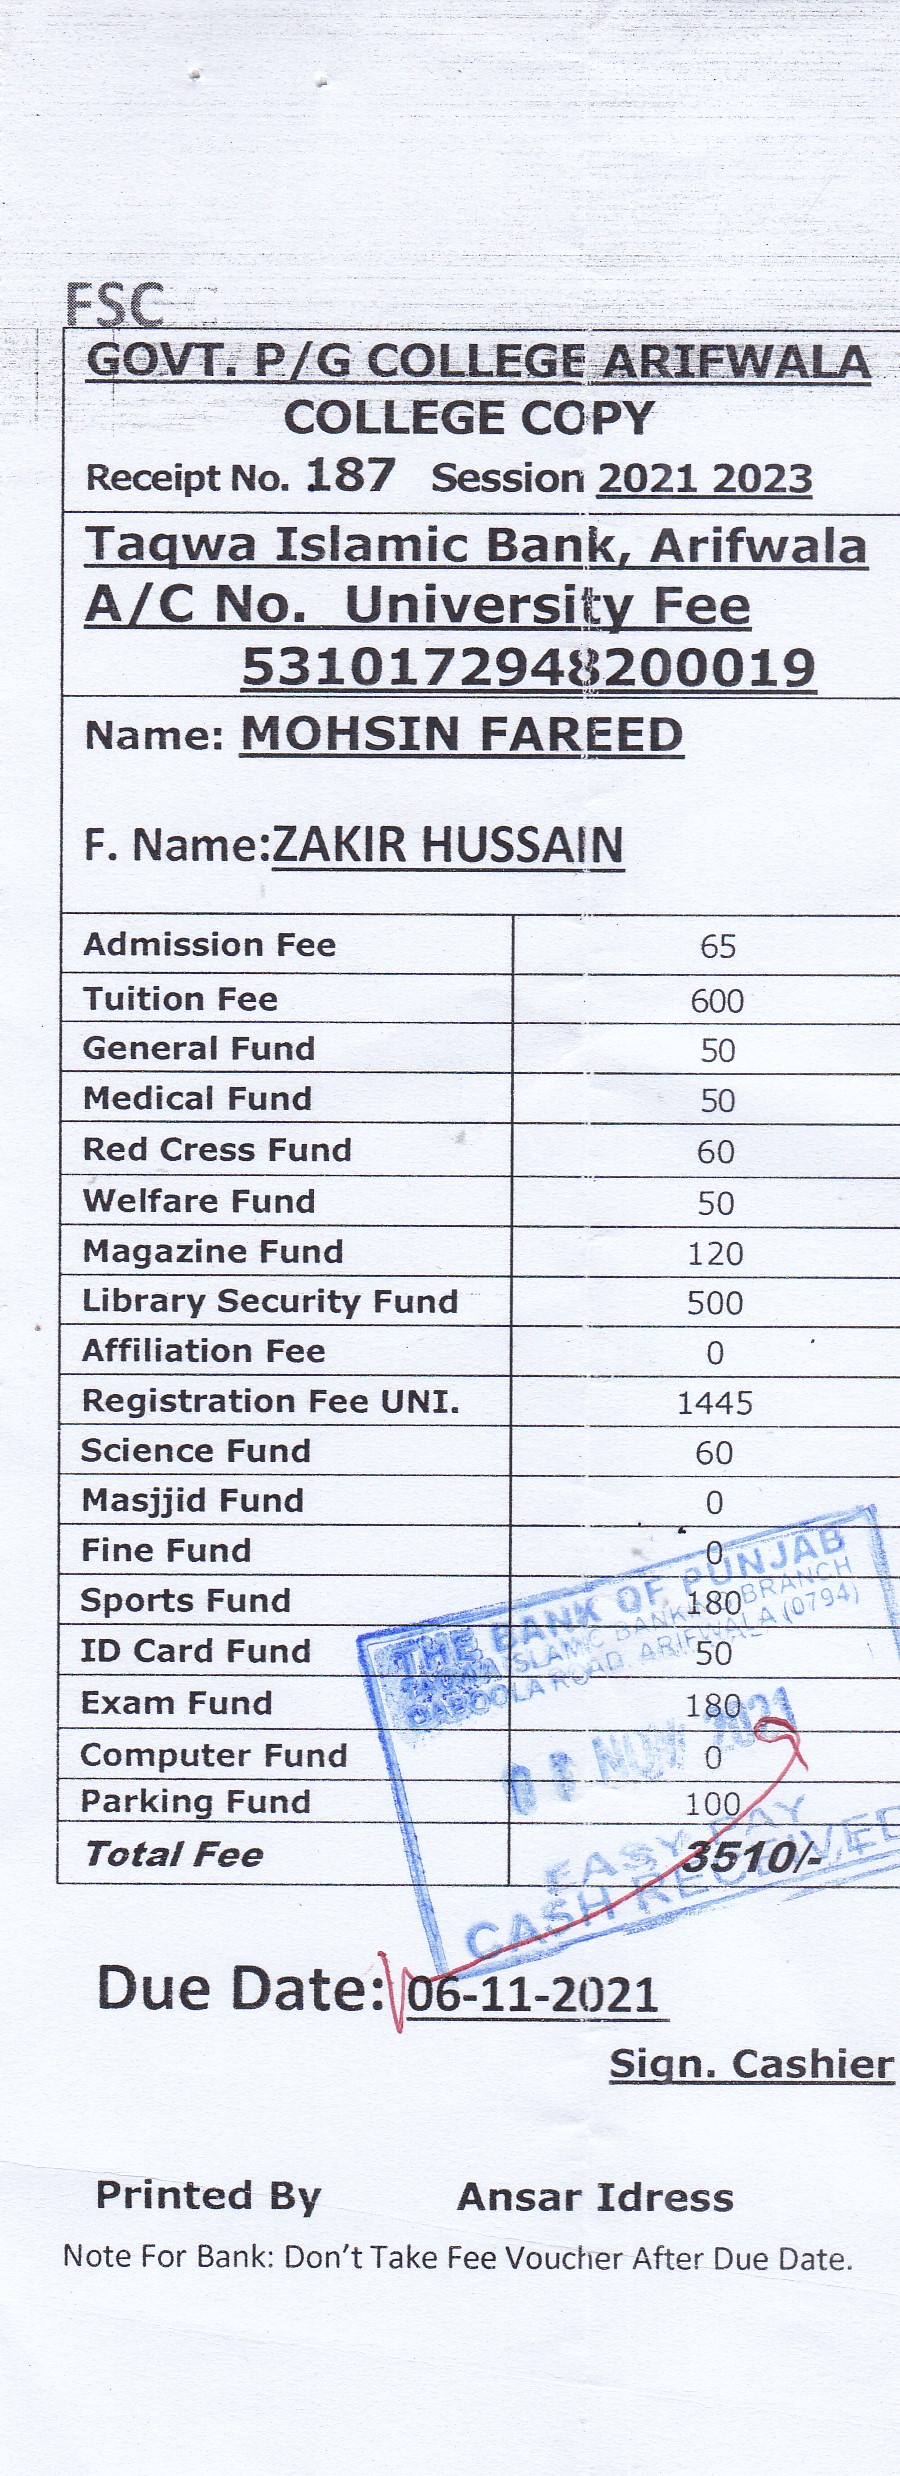 FSC
GOVT. P/G COLLEGE ARIFWALA
COLLEGE COPY
Receipt No. 187 Session 2021 2023
Taqwa Islamic Bank, Arifwala
A/C No. University Fee
5310172948200019
Name: MOHSIN FAREED
F. Name:ZAKIR HUSSAIN
Admission Fee 65
Tuition Fee 600
General Fund 50
Medical Fund 50
Red Cress Fund 60
Welfare Fund 50
Magazine Fund 120
Library Security Fund 500
Affiliation Fee 0
Registration Fee UNI. 1445
Science Fund 60
Masjjid Fund 0
Fine Fund 0
Sports Fund 180
ID Card Fund 50
Exam Fund 180
Computer Fund 0
Parking Fund 100
Total Fee 3510/-
THE BANK OF PUNJAB
ISLAMIC BANKING BRANCH
QABOOLA ROAD, ARIFWALA (0794)
NOV 2021
EASY PAY
CASH RECEIVED
Due Date: 06-11-2021
Sign. Cashier
Printed By Ansar Idress
Note For Bank: Don't Take Fee Voucher After Due Date.